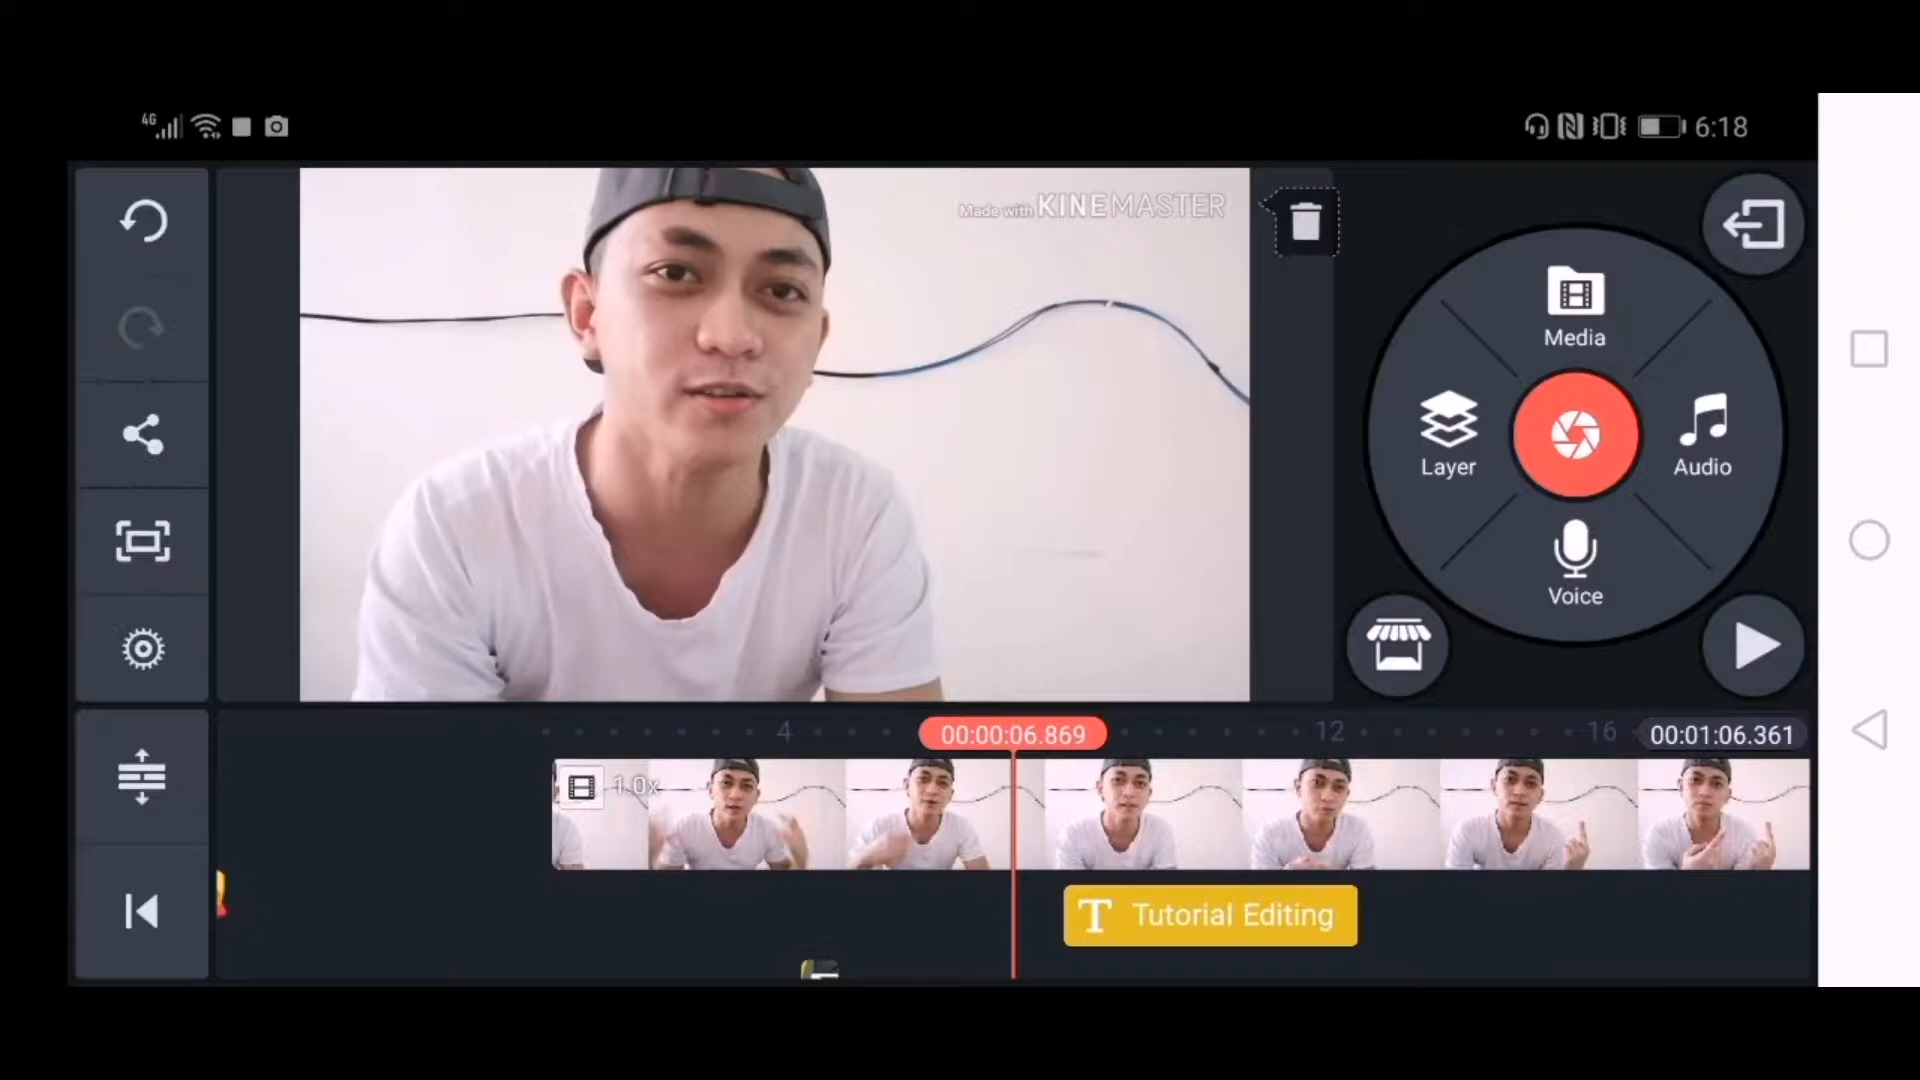 4G
6:18
Made with KINEMASTER
Media
Layer
Audio
Voice
4
00:00:06.869
12
16
00:01:06.361
1.0x
T Tutorial Editing